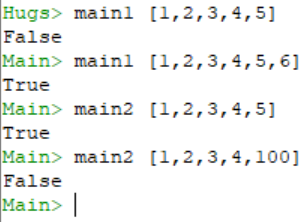 Hugs> main1 [1,2,3,4,5]
False
Main> main1 [1,2,3,4,5,6]
True
Main> main2 [1,2,3,4,5]
True
Main> main2 [1,2,3,4,100]
False
Main>